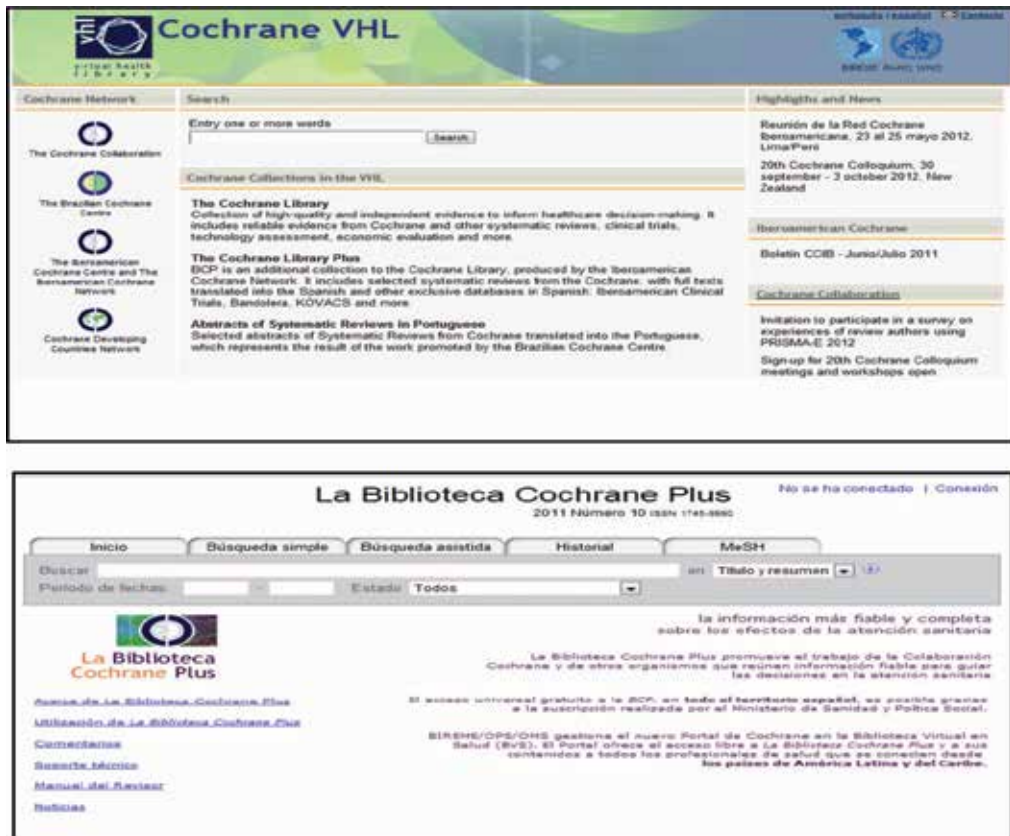 vhl
virtual health
library
Cochrane VHL
português | español Contacto
BIREME PAHO WHO
Cochrane Network
The Cochrane Collaboration
The Brazilian Cochrane
Centre
The Iberoamerican
Cochrane Centre and The
Iberoamerican Cochrane
Network
Cochrane Developing
Countries Network
Search
Entry one or more words
Search
Cochrane Collections in the VHL
The Cochrane Library
Collection of high-quality and independent evidence to inform healthcare decision-making. It
includes reliable evidence from Cochrane and other systematic reviews, clinical trials,
technology assessment, economic evaluation and more.
The Cochrane Library Plus
BCP is an additional collection to the Cochrane Library, produced by the Iberoamerican
Cochrane Network. It includes selected systematic reviews from the Cochrane, with full texts
translated into the Spanish and other exclusive databases in Spanish: Iberoamerican Clinical
Trials, Bandolera, KOVACS and more
Abstracts of Systematic Reviews in Portuguese
Selected abstracts of Systematic Reviews from Cochrane translated into the Portuguese,
which represents the result of the work promoted by the Brazilian Cochrane Centre.
Highligths and News
Reunión de la Red Cochrane
Iberoamericana, 23 al 25 mayo 2012,
Lima/Perú
20th Cochrane Colloquium, 30
september - 3 october 2012, New
Zealand
Iberoamerican Cochrane
Boletín CCIB - Junio/Julio 2011
Cochrane Collaboration
Invitation to participate in a survey on
experiences of review authors using
PRISMA-E 2012
Sign-up for 20th Cochrane Colloquium
meetings and workshops open
La Biblioteca Cochrane Plus
2011 Número 10 ISSN
No se ha conectado | Conexión
Inicio
Búsqueda simple
Búsqueda asistida
Historial
MeSH
Buscar
en Título y resumen
Período de fechas
-
Estado Todos
La Biblioteca
Cochrane Plus
Acerca de La Biblioteca Cochrane Plus
Utilización de La Biblioteca Cochrane Plus
Comentarios
Soporte técnico
Manual del Revisor
Noticias
la información más fiable y completa
sobre los efectos de la atención sanitaria
La Biblioteca Cochrane Plus promueve el trabajo de la Colaboración
Cochrane y de otros organismos que reúnen información fiable para guiar
las decisiones en la atención sanitaria
El acceso universal gratuito a la BCP, en todo el territorio español, es posible gracias
a la suscripción realizada por el Ministerio de Sanidad y Política Social.
BIREME/OPS/OMS gestiona el nuevo Portal de Cochrane en la Biblioteca Virtual en
Salud (BVS). El Portal ofrece el acceso libre a La Biblioteca Cochrane Plus y a sus
contenidos a todos los profesionales de salud que se conecten desde
los países de América Latina y del Caribe.